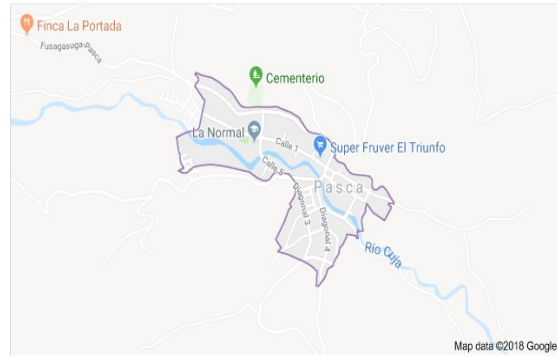 Finca La Portada
Fusagasuga-Pasca
Cementerio
La Normal
Calle 1
Super Fruver El Triunfo
Calle 5
Pasca
Diagonal 3
Diagonal 4
Río Cuja
Map data ©2018 Google